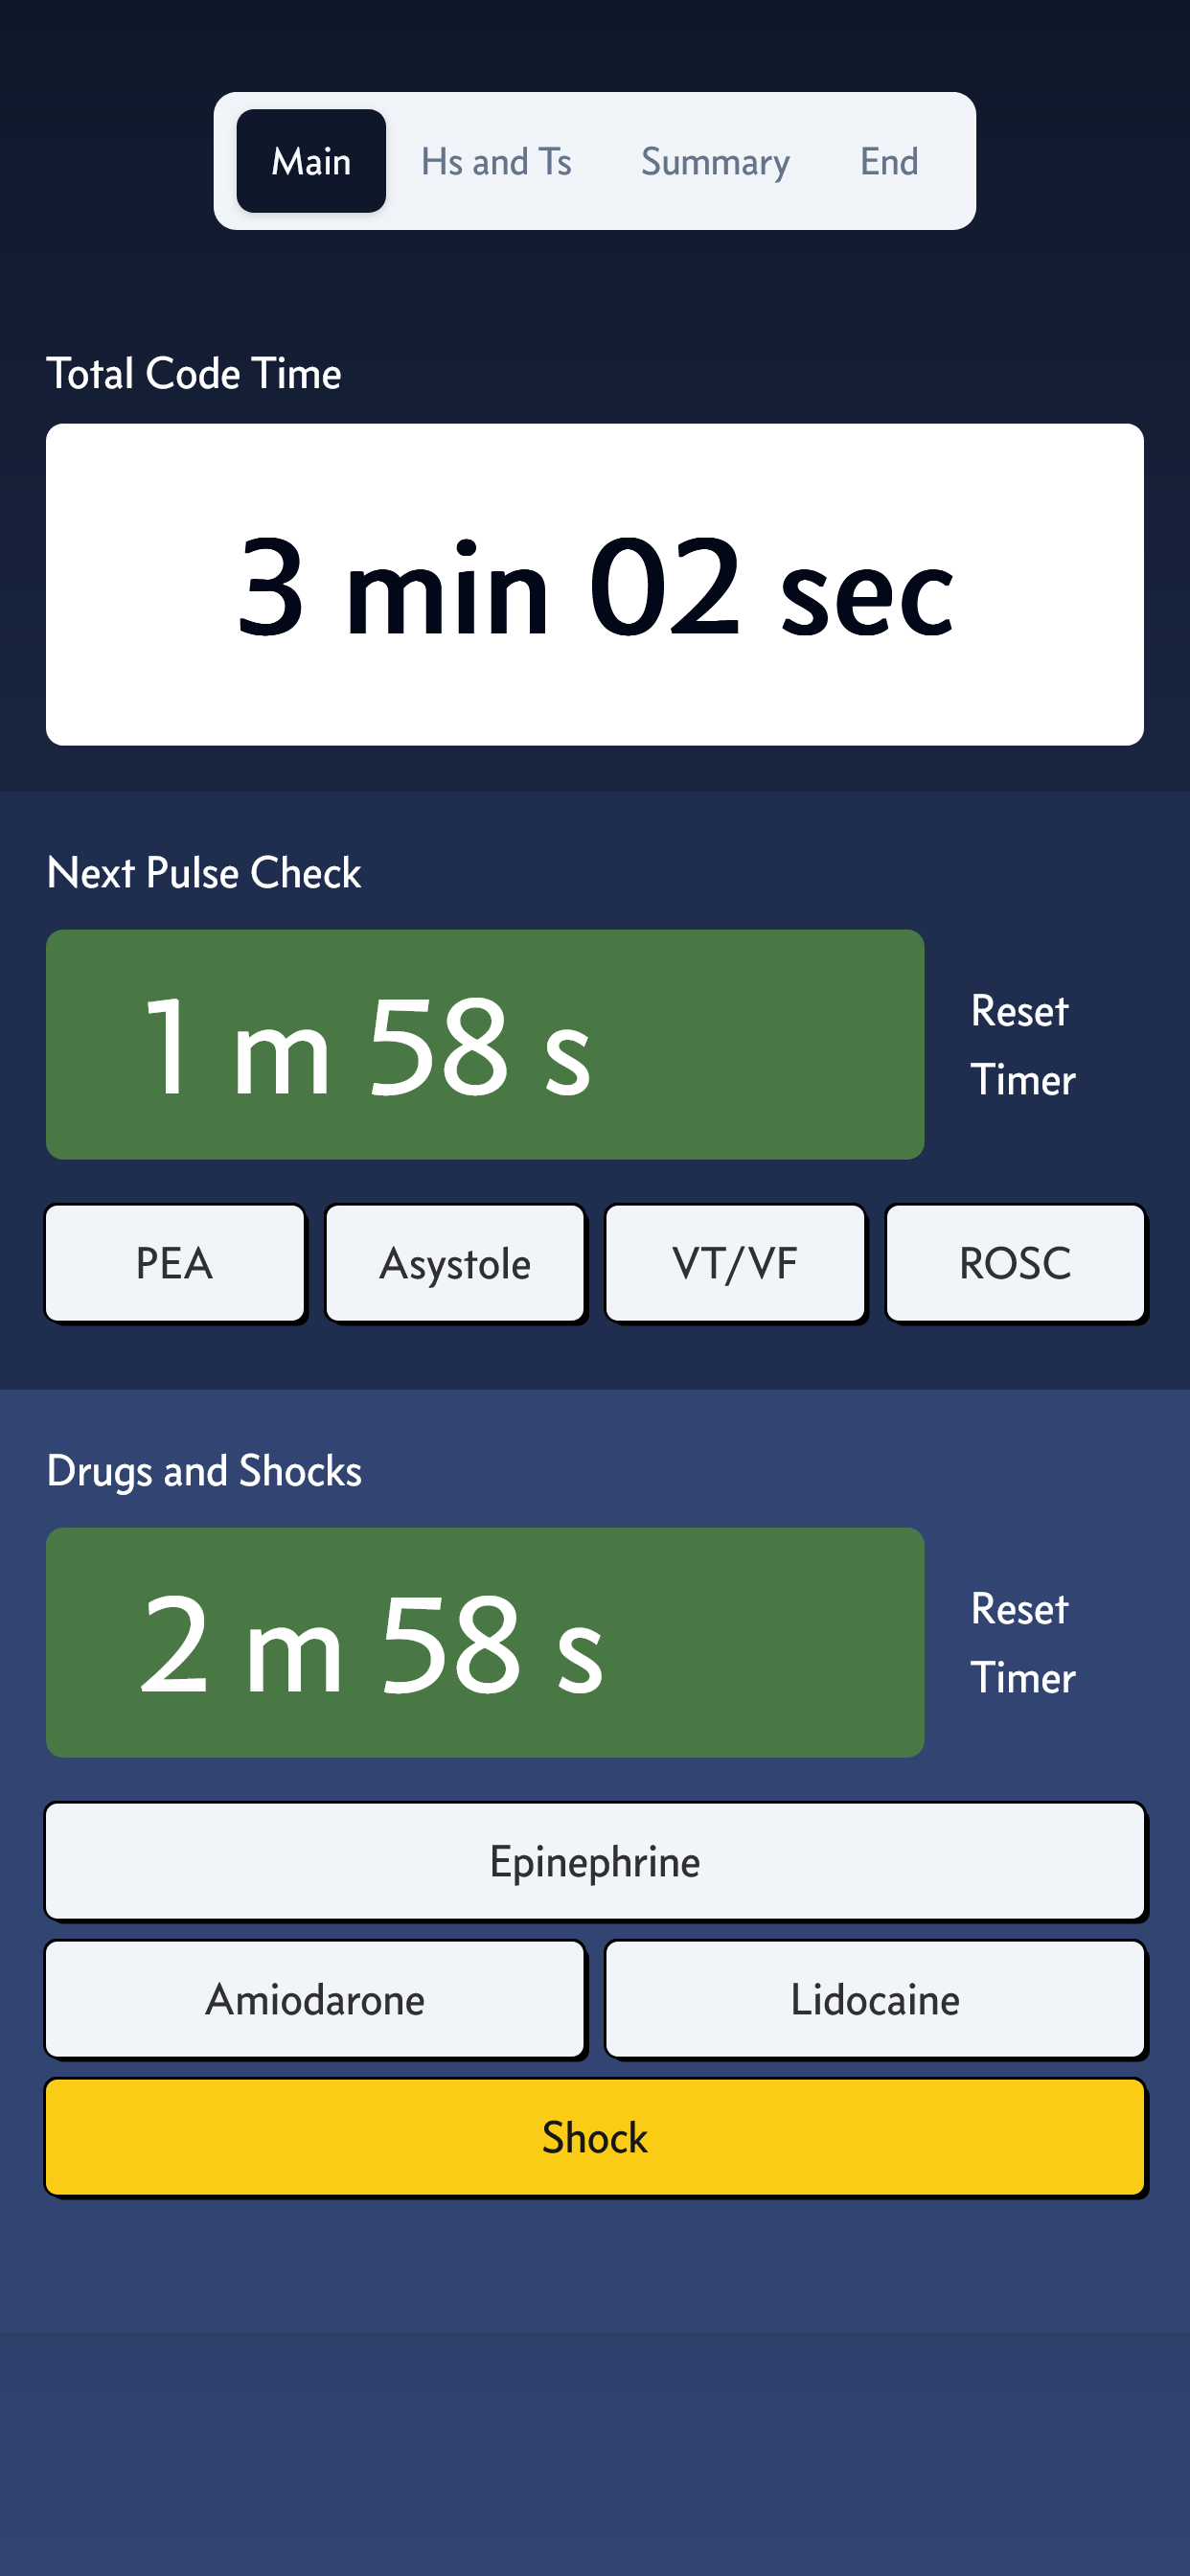 Main Hs and Ts Summary End
Total Code Time
3 min 02 sec
Next Pulse Check
1 m 58 s
Reset
Timer
PEA Asystole VT/VF ROSC
Drugs and Shocks
2 m 58 s
Reset
Timer
Epinephrine
Amiodarone Lidocaine
Shock